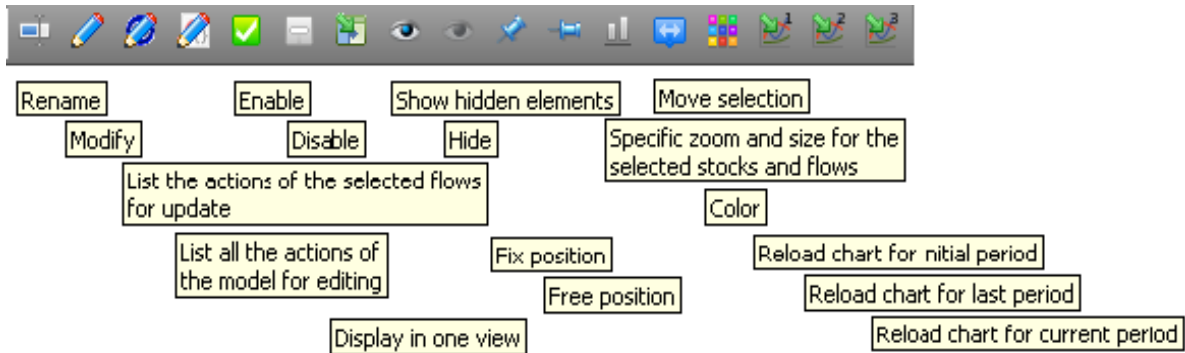 1 2 3
Rename Enable Show hidden elements Move selection
Modify Disable Hide Specific zoom and size for the
selected stocks and flows
List the actions of the selected flows
for update
Color
List all the actions of
the model for editing
Fix position Reload chart for nitial period
Free position Reload chart for last period
Display in one view Reload chart for current period